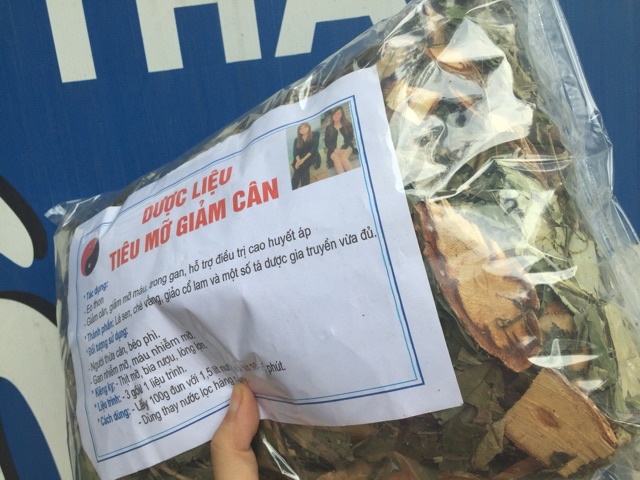 THA
DƯỢC LIỆU
TIÊU MỠ GIẢM CÂN
* Tác dụng:
- Eo thon
- Giảm cân, giảm mỡ máu, trong gan, hỗ trợ điều trị cao huyết áp
* Thành phần: Lá sen, chè vằng, giảo cổ lam và một số tá dược gia truyền vừa đủ.
* Đối tượng sử dụng:
- Người thừa cân, béo phì.
- Gan nhiễm mỡ, máu nhiễm mỡ.
* Kiêng kỵ: - Thịt mỡ, bia rượu, lòng lợn.
* Liệu trình: - 3 gói 1 liệu trình.
* Cách dùng: - Lấy 100g đun với 1,5 lít phút.
- Dùng thay nước lọc hàng